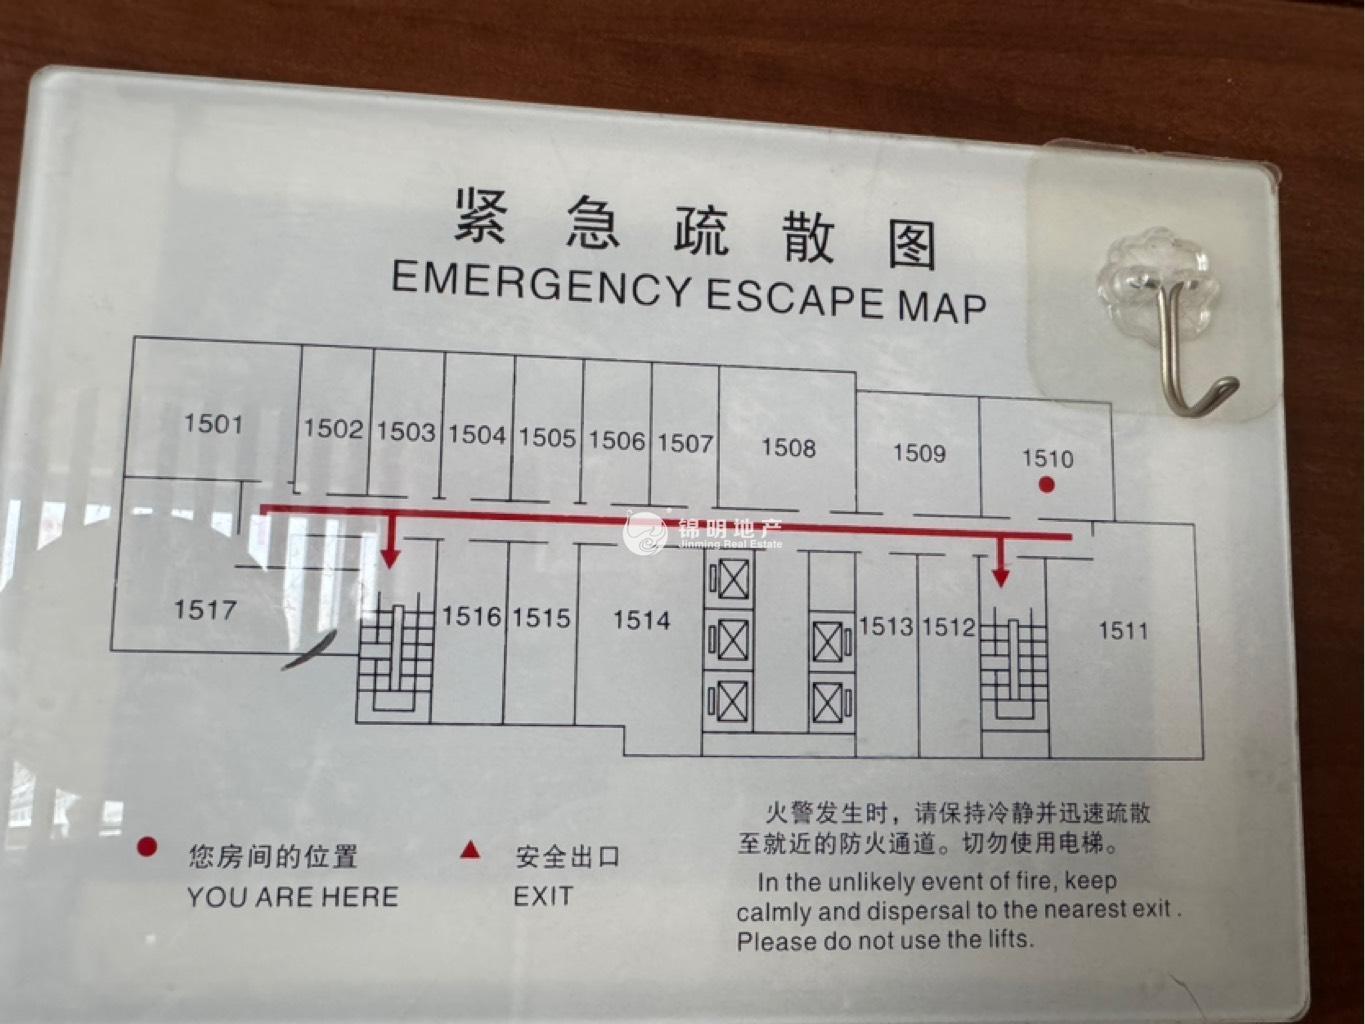 紧急疏散图
EMERGENCY ESCAPE MAP
1501
1502
1503
1504
1505
1506
1507
1508
1509
1510
锦明地产
Jinming Real Estate
1517
1516
1515
1514
1513
1512
1511
您房间的位置
YOU ARE HERE
安全出口
EXIT
火警发生时，请保持冷静并迅速疏散
至就近的防火通道。切勿使用电梯。
In the unlikely event of fire, keep
calmly and dispersal to the nearest exit .
Please do not use the lifts.